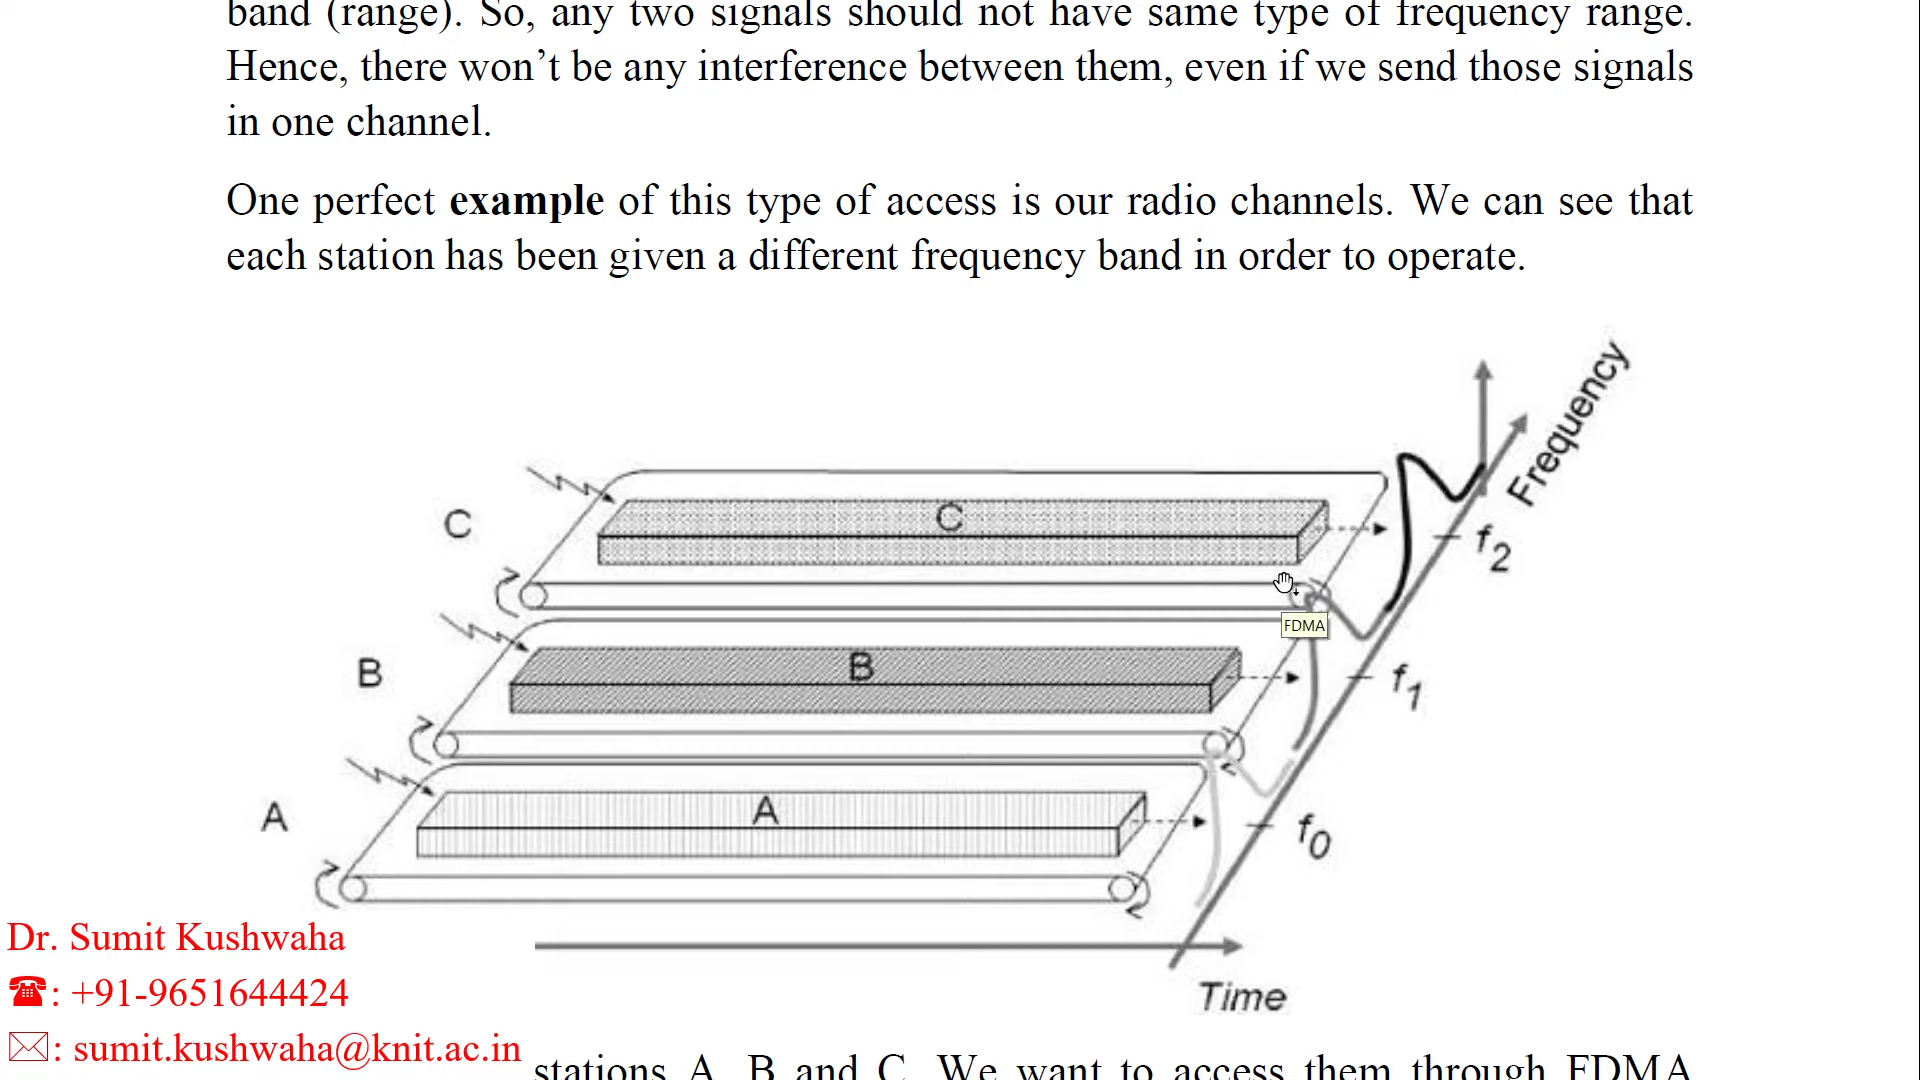 band (range). So, any two signals should not have same type of frequency range.
Hence, there won’t be any interference between them, even if we send those signals
in one channel.
One perfect example of this type of access is our radio channels. We can see that
each station has been given a different frequency band in order to operate.
Frequency
C
C
f2
FDMA
B
B
f1
A
A
f0
Time
Dr. Sumit Kushwaha
☎: +91-9651644424
✉: sumit.kushwaha@knit.ac.in
stations A, B and C. We want to access them through FDMA